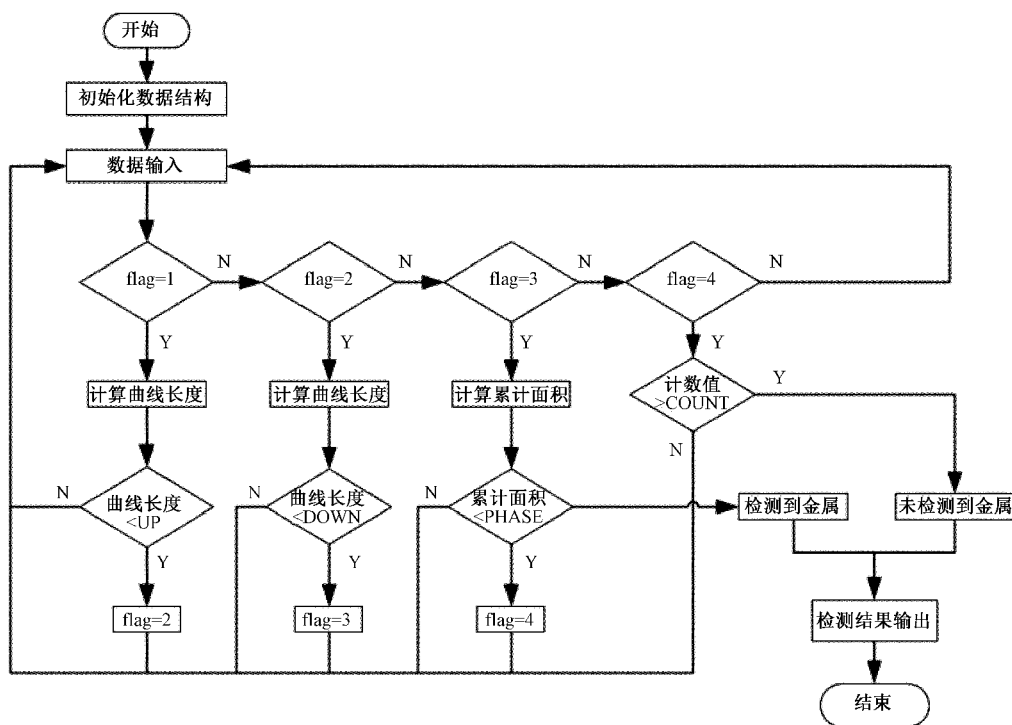 开始
初始化数据结构
数据输入
flag=1
N
flag=2
N
flag=3
N
flag=4
N
Y
Y
Y
Y
计算曲线长度
计算曲线长度
计算累计面积
计数值
>COUNT
Y
N
N
曲线长度
<UP
N
曲线长度
<DOWN
N
累计面积
<PHASE
检测到金属
未检测到金属
Y
Y
Y
flag=2
flag=3
flag=4
检测结果输出
结束